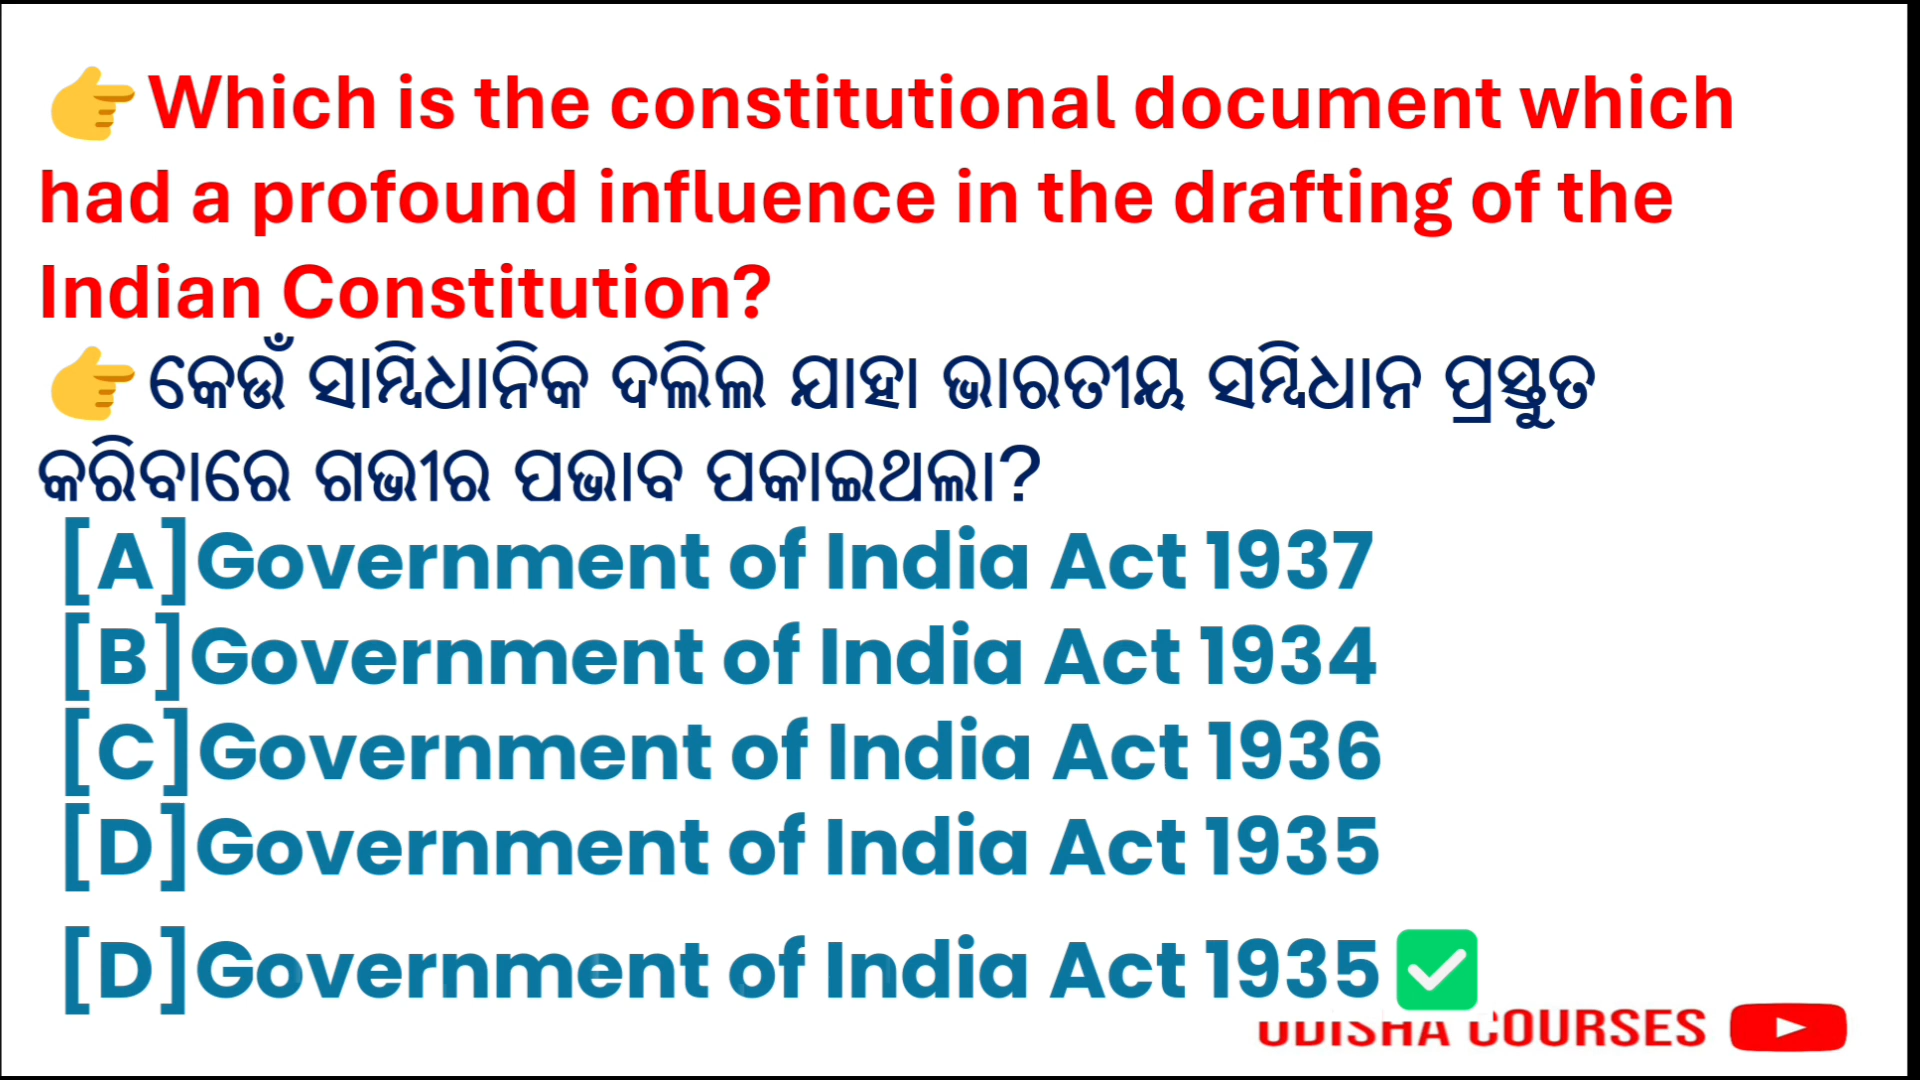 👉Which is the constitutional document which
had a profound influence in the drafting of the
Indian Constitution?
👉କେଉଁ ସାମ୍ବିଧାନିକ ଦଲିଲ ଯାହା ଭାରତୀୟ ସମ୍ବିଧାନ ପ୍ରସ୍ତୁତ
କରିବାରେ ଗଭୀର ପଭାବ ପକାଇଥଲା?
[A]Government of India Act 1937
[B]Government of India Act 1934
[C]Government of India Act 1936
[D]Government of India Act 1935
[D]Government of India Act 1935✅
ODISHA COURSES